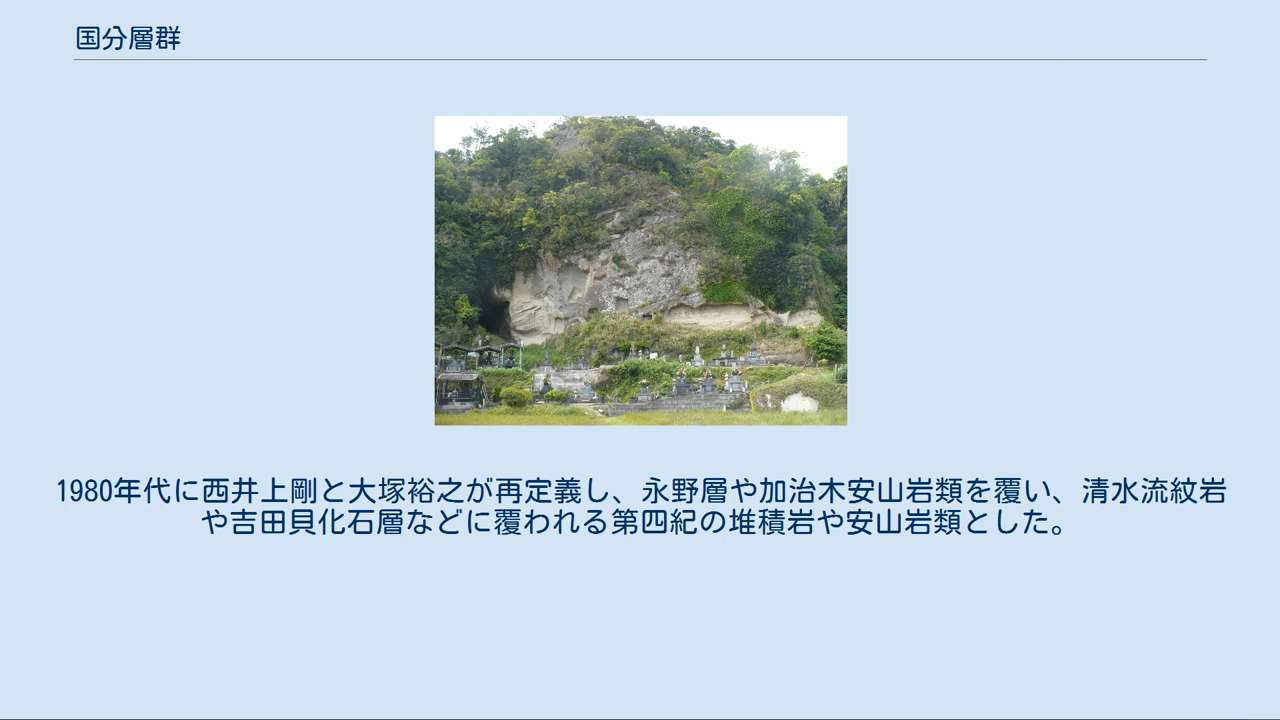 国分層群
1980年代に西井上剛と大塚裕之が再定義し、永野層や加治木安山岩類を覆い、清水流紋岩
や吉田貝化石層などに覆われる第四紀の堆積岩や安山岩類とした。